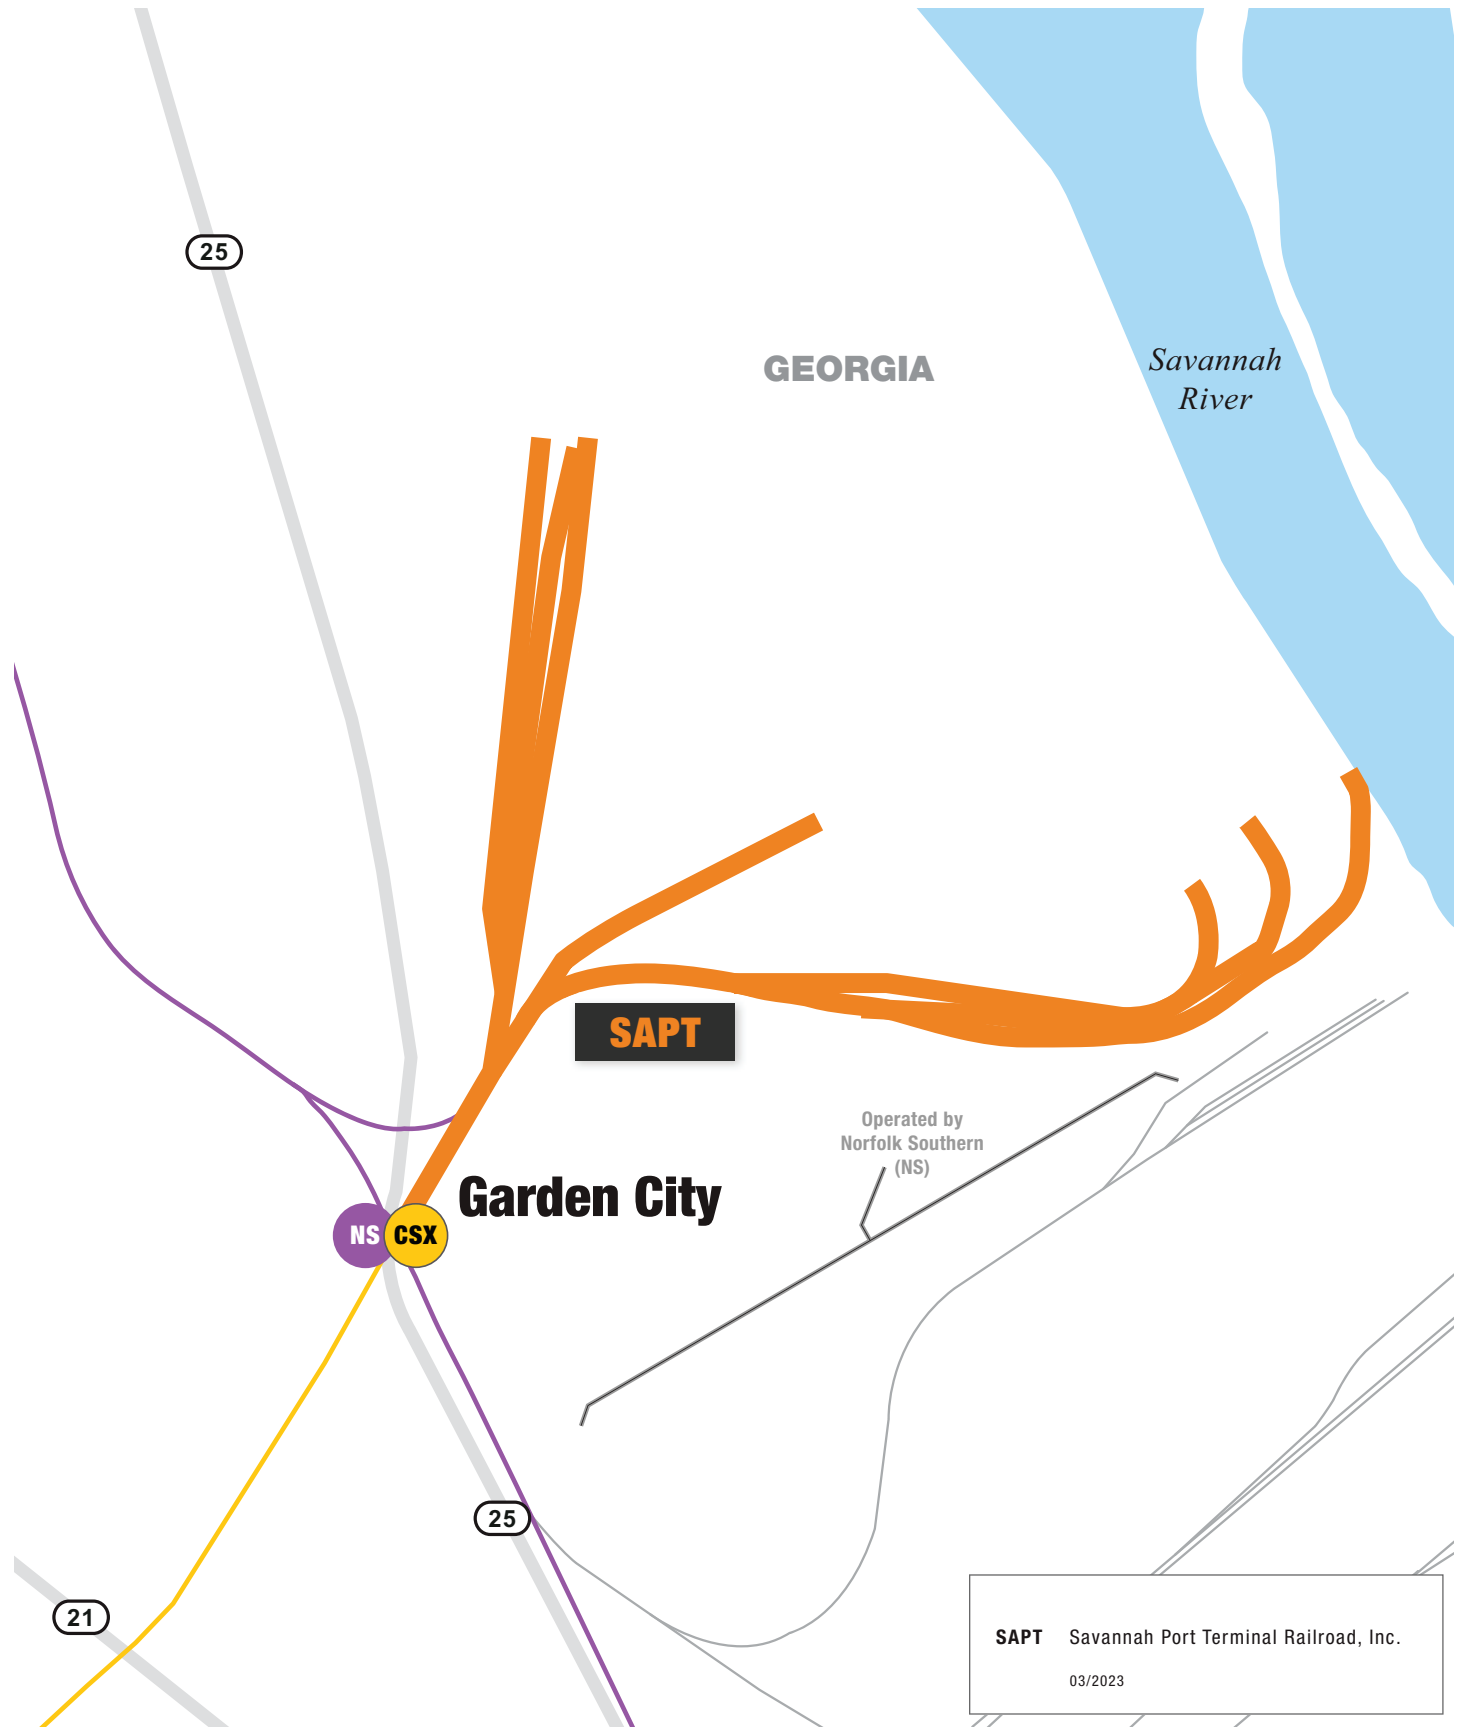 25
GEORGIA
Savannah
River
SAPT
Operated by
Norfolk Southern
(NS)
Garden City
NS
CSX
25
21
SAPT Savannah Port Terminal Railroad, Inc.
03/2023